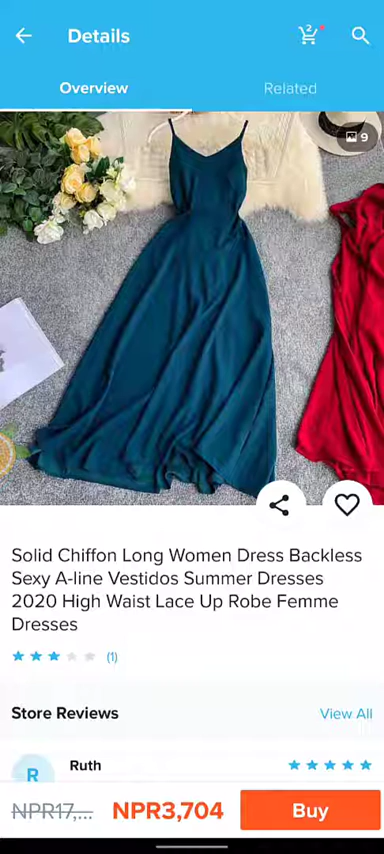 Details
2
Overview
Related
9
Solid Chiffon Long Women Dress Backless
Sexy A-line Vestidos Summer Dresses
2020 High Waist Lace Up Robe Femme
Dresses
(1)
Store Reviews
View All
R
Ruth
NPR17,...
NPR3,704
Buy